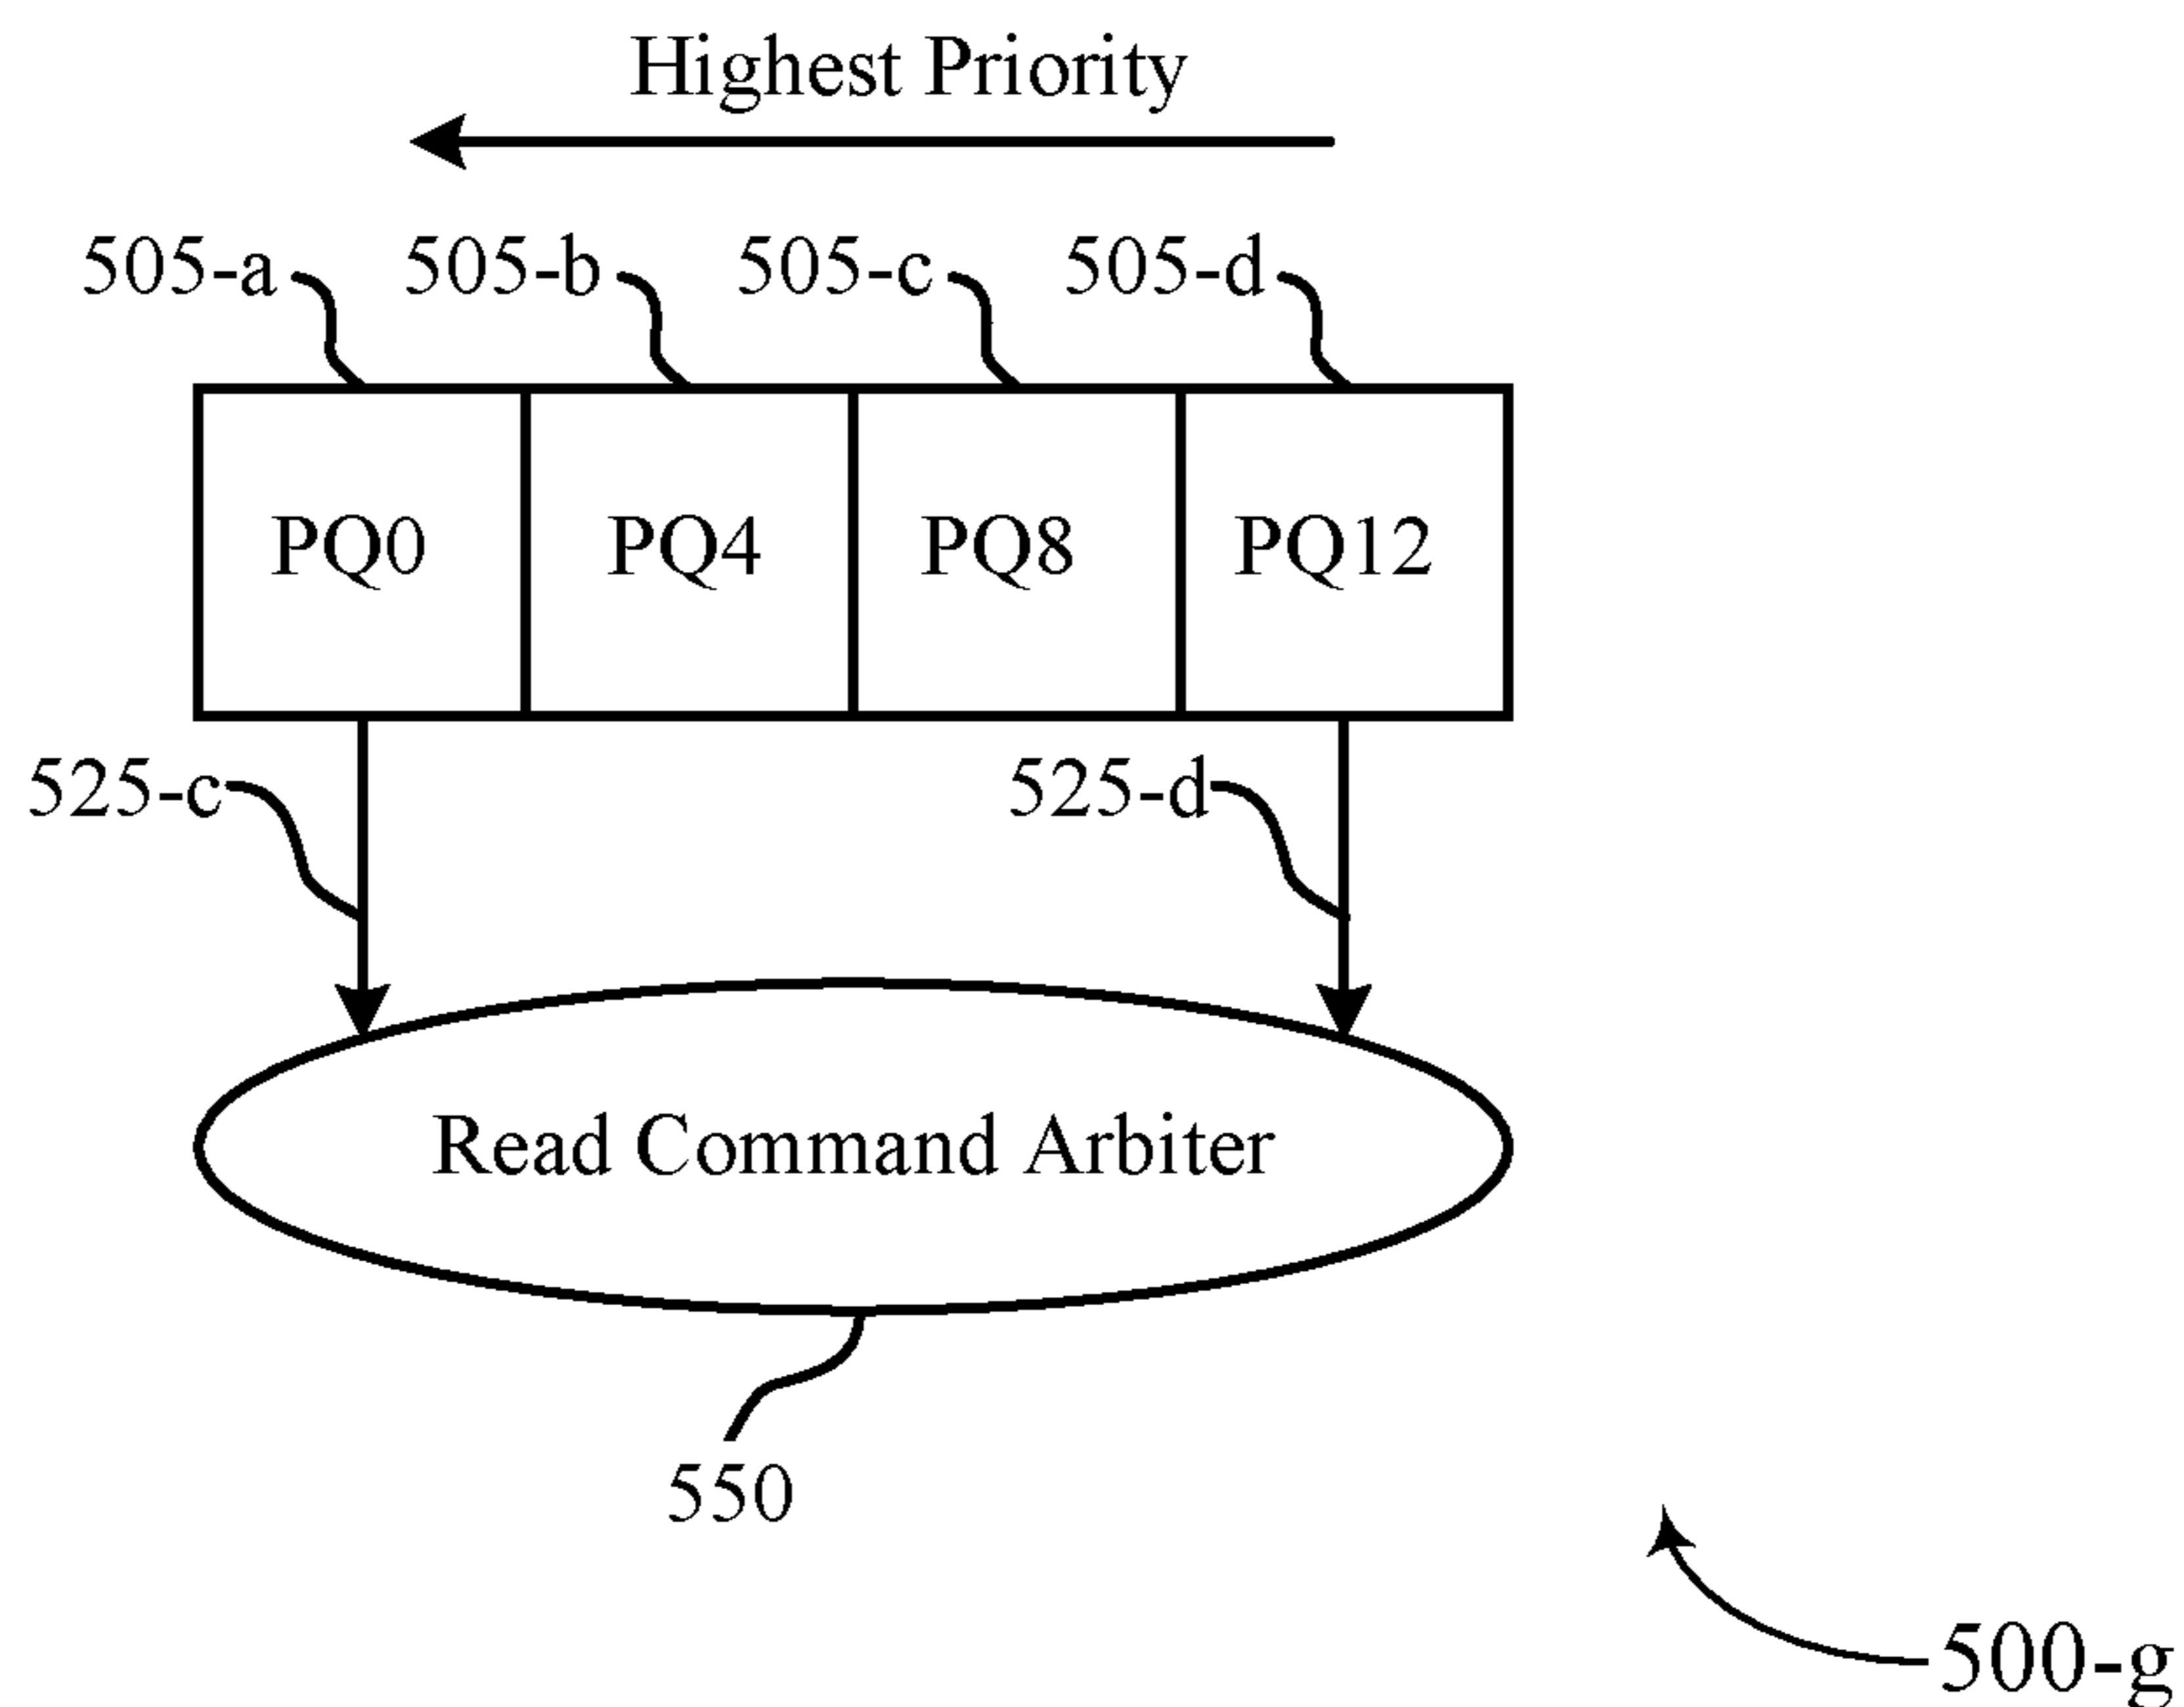 Highest Priority
505-a 505-b 505-c 505-d
PQ0 PQ4 PQ8 PQ12
525-c 525-d
Read Command Arbiter
550
500-g